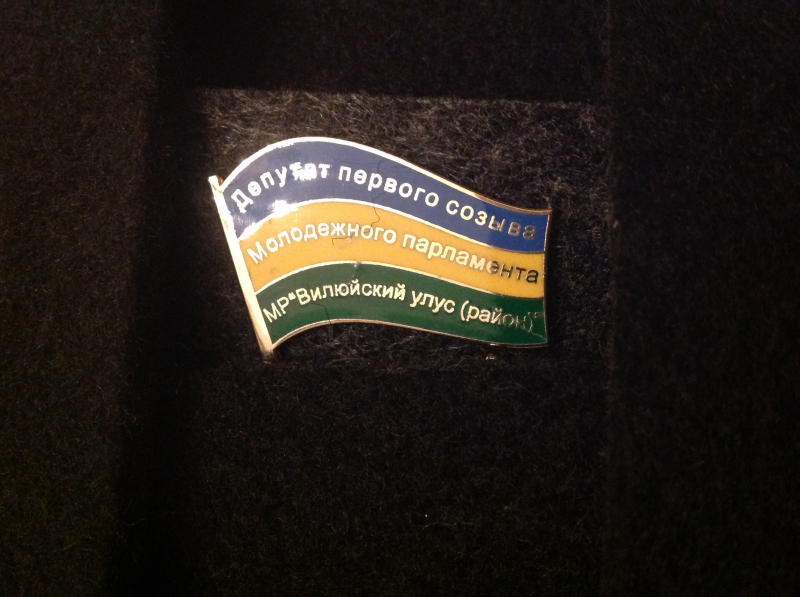 Депутат первого созыва
Молодежного парламента
МР"Вилюйский улус (район)"